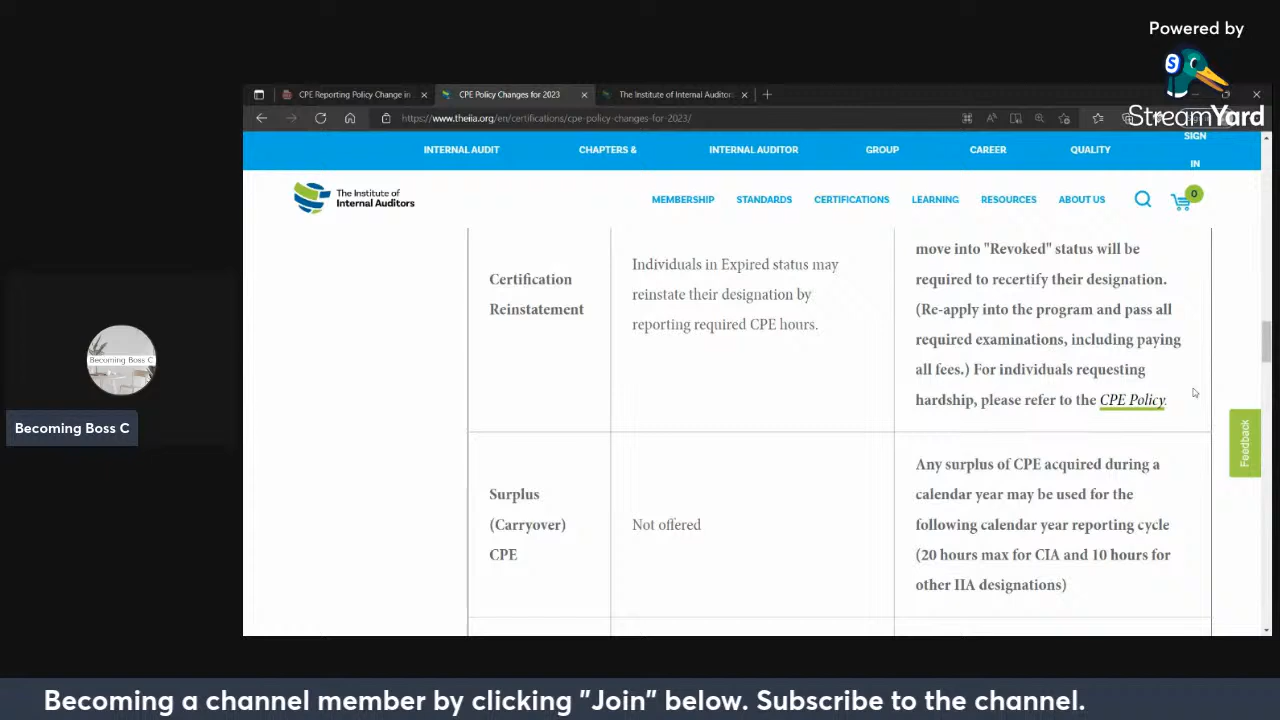 Powered by
StreamYard
CPE Reporting Policy Change in
CPE Policy Changes for 2023
The Institute of Internal Auditor
https://www.theiia.org/en/certifications/cpe-policy-changes-for-2023/
INTERNAL AUDIT
CHAPTERS &
INTERNAL AUDITOR
GROUP
CAREER
QUALITY
SIGN
IN
The Institute of
Internal Auditors
MEMBERSHIP
STANDARDS
CERTIFICATIONS
LEARNING
RESOURCES
ABOUT US
0
Certification
Reinstatement
Individuals in Expired status may
reinstate their designation by
reporting required CPE hours.
move into "Revoked" status will be
required to recertify their designation.
(Re-apply into the program and pass all
required examinations, including paying
all fees.) For individuals requesting
hardship, please refer to the CPE Policy.
Surplus
(Carryover)
CPE
Not offered
Any surplus of CPE acquired during a
calendar year may be used for the
following calendar year reporting cycle
(20 hours max for CIA and 10 hours for
other IIA designations)
Feedback
Becoming Boss C
Becoming Boss C
Becoming a channel member by clicking "Join" below. Subscribe to the channel.